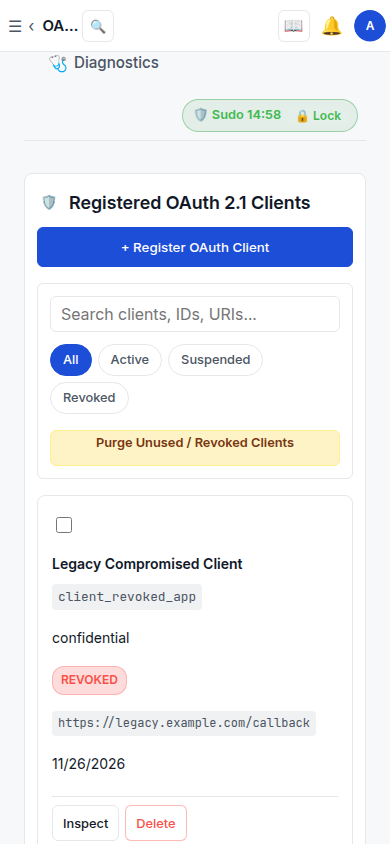 OA...
A
Diagnostics
Sudo 14:58 Lock
Registered OAuth 2.1 Clients
+ Register OAuth Client
Search clients, IDs, URIs...
All Active Suspended
Revoked
Purge Unused / Revoked Clients
Legacy Compromised Client
client_revoked_app
confidential
REVOKED
https://legacy.example.com/callback
11/26/2026
Inspect Delete